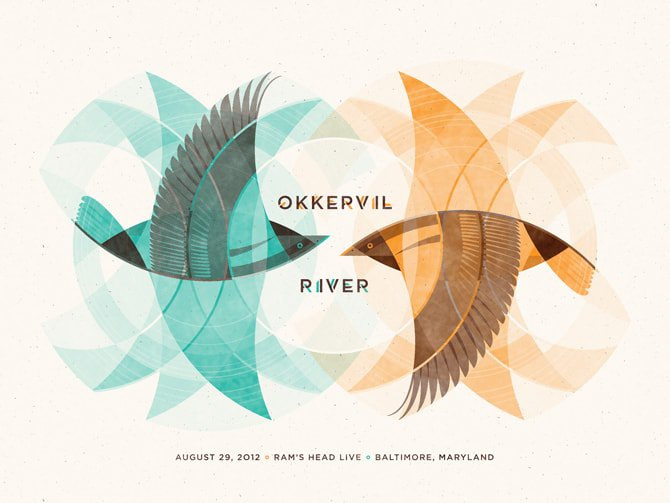 OKKERVIL
RIVER
AUGUST 29, 2012 RAM'S HEAD LIVE BALTIMORE, MARYLAND